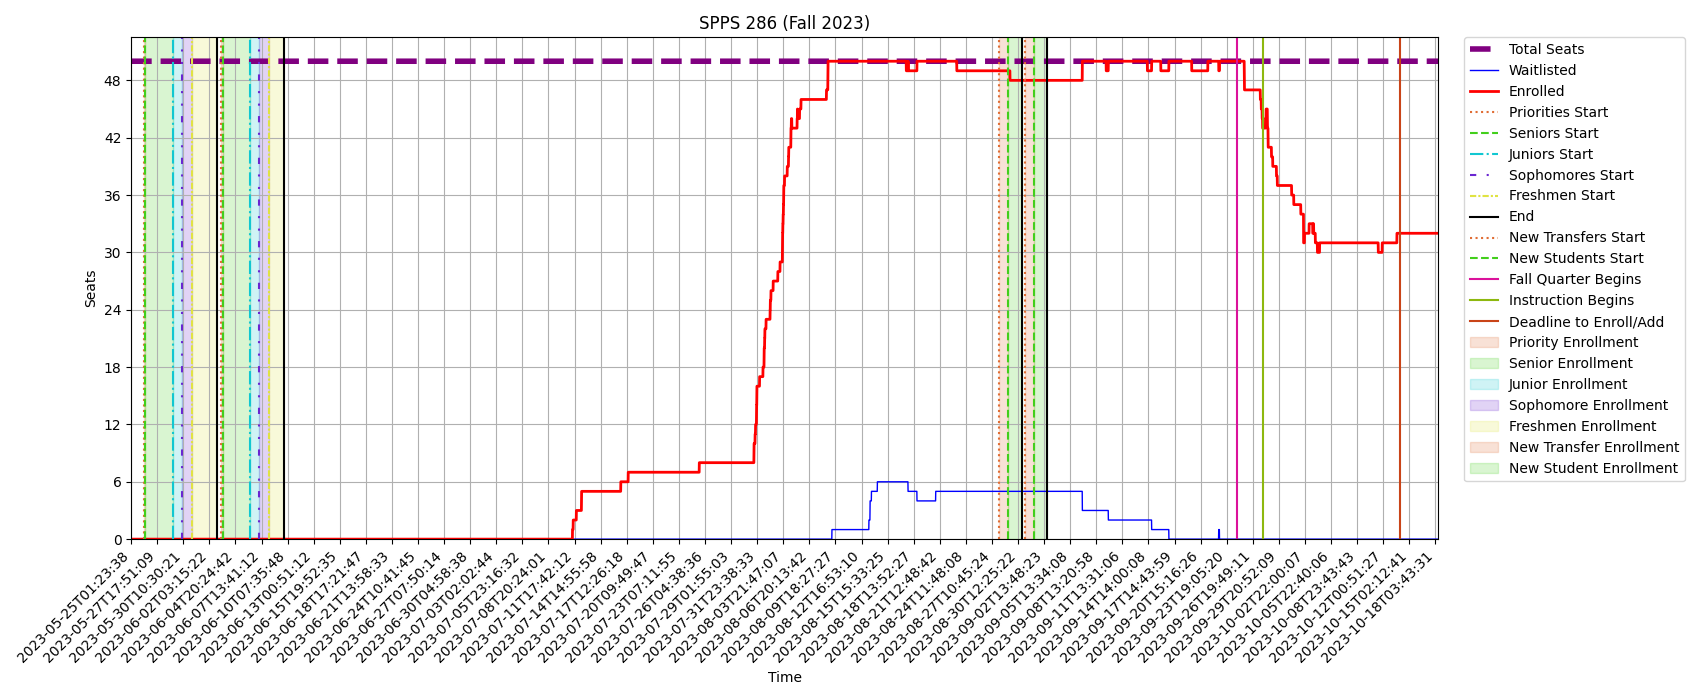 SPPS 286 (Fall 2023)
Seats
48
42
36
30
24
18
12
6
0
2023-05-25T01:23:38
2023-05-27T17:51:09
2023-05-30T10:30:21
2023-06-02T03:15:22
2023-06-04T20:24:42
2023-06-07T13:41:12
2023-06-10T07:35:48
2023-06-13T00:51:12
2023-06-15T19:52:35
2023-06-18T17:21:47
2023-06-21T13:58:33
2023-06-24T10:41:45
2023-06-27T07:50:14
2023-06-30T04:58:38
2023-07-03T02:02:44
2023-07-05T23:16:32
2023-07-08T20:24:01
2023-07-11T17:42:12
2023-07-14T14:55:58
2023-07-17T12:26:18
2023-07-20T09:49:47
2023-07-23T07:11:55
2023-07-26T04:38:36
2023-07-29T01:55:03
2023-07-31T23:38:33
2023-08-03T21:47:07
2023-08-06T20:13:42
2023-08-09T18:27:27
2023-08-12T16:53:10
2023-08-15T15:33:25
2023-08-18T13:52:27
2023-08-21T12:48:42
2023-08-24T11:48:08
2023-08-27T10:45:24
2023-08-30T12:25:22
2023-09-02T13:48:23
2023-09-05T13:34:08
2023-09-08T13:20:58
2023-09-11T13:31:06
2023-09-14T14:00:08
2023-09-17T14:43:59
2023-09-20T15:16:26
2023-09-23T19:05:20
2023-09-26T19:49:11
2023-09-29T20:52:09
2023-10-02T22:00:07
2023-10-05T22:40:06
2023-10-08T23:43:43
2023-10-12T00:51:27
2023-10-15T02:12:41
2023-10-18T03:43:31
Time
Total Seats
Waitlisted
Enrolled
Priorities Start
Seniors Start
Juniors Start
Sophomores Start
Freshmen Start
End
New Transfers Start
New Students Start
Fall Quarter Begins
Instruction Begins
Deadline to Enroll/Add
Priority Enrollment
Senior Enrollment
Junior Enrollment
Sophomore Enrollment
Freshmen Enrollment
New Transfer Enrollment
New Student Enrollment